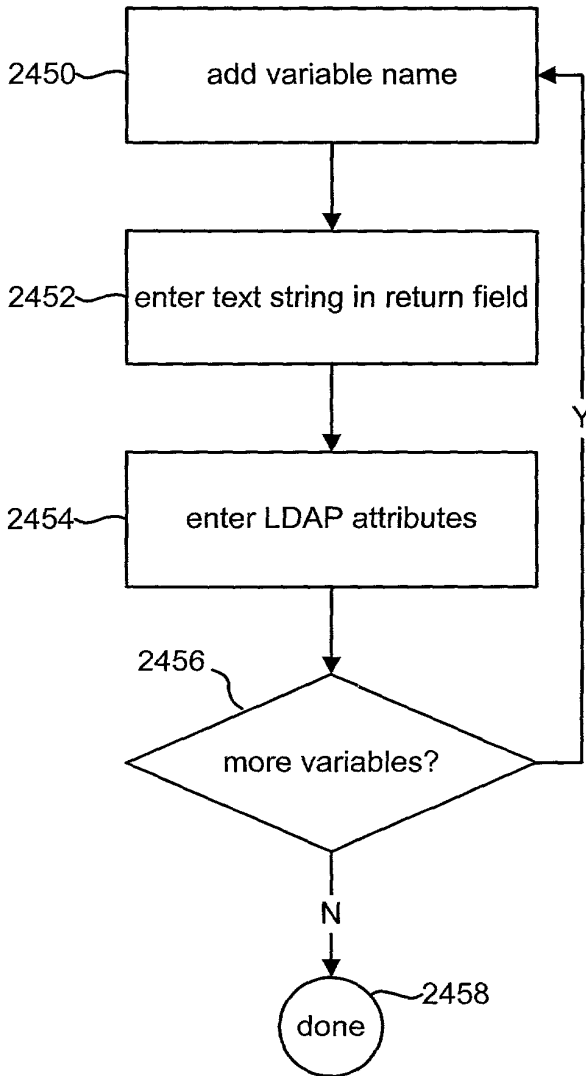 2450 add variable name
2452 enter text string in return field
Y
2454 enter LDAP attributes
2456
more variables?
N
2458
done